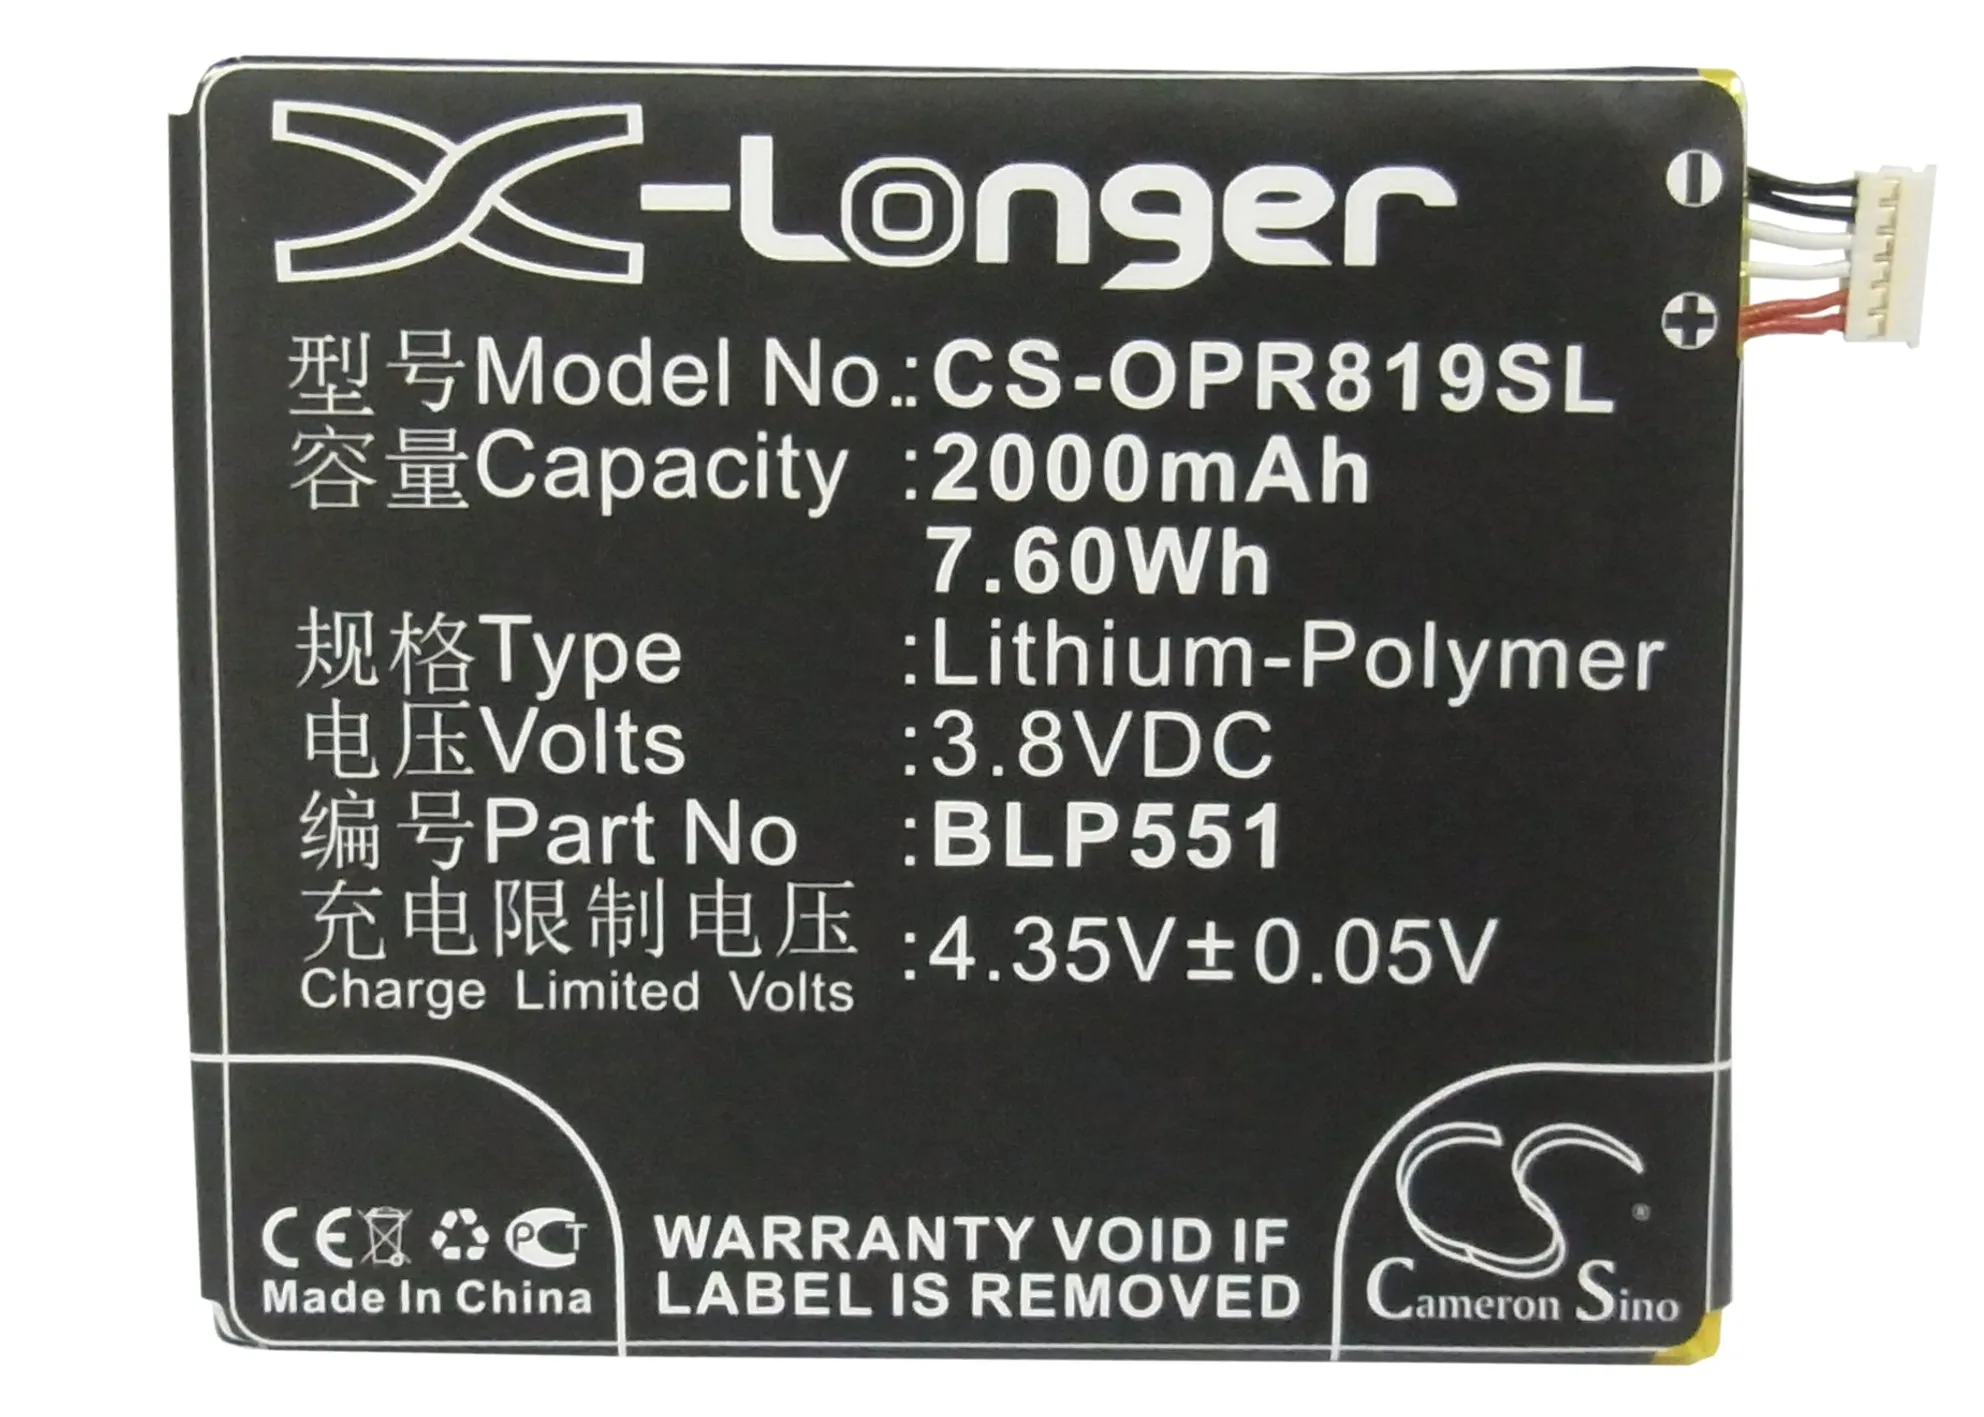 X-Longer
型号Model No.:CS-OPR819SL
容量Capacity :2000mAh
7.60Wh
规格Type :Lithium-Polymer
电压Volts :3.8VDC
编号Part No :BLP551
充电限制电压 :4.35V±0.05V
Charge Limited Volts
CE PCT
Made In China
WARRANTY VOID IF
LABEL IS REMOVED
CS ®
Cameron Sino